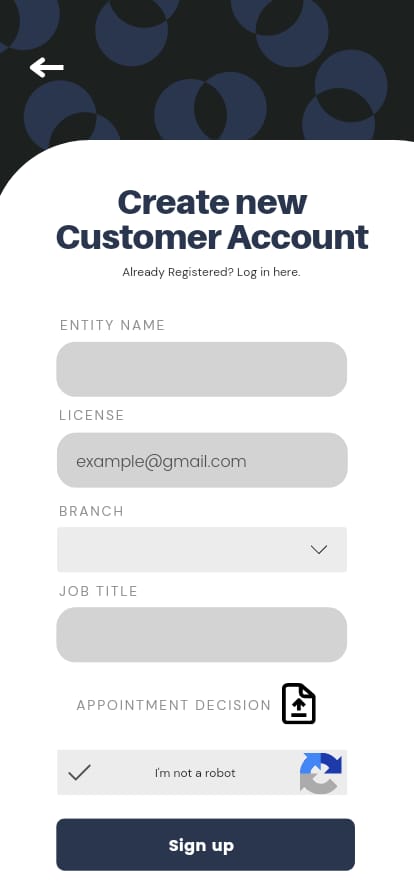 Create new
Customer Account
Already Registered? Log in here.
ENTITY NAME
LICENSE
example@gmail.com
BRANCH
JOB TITLE
APPOINTMENT DECISION
I'm not a robot
Sign up